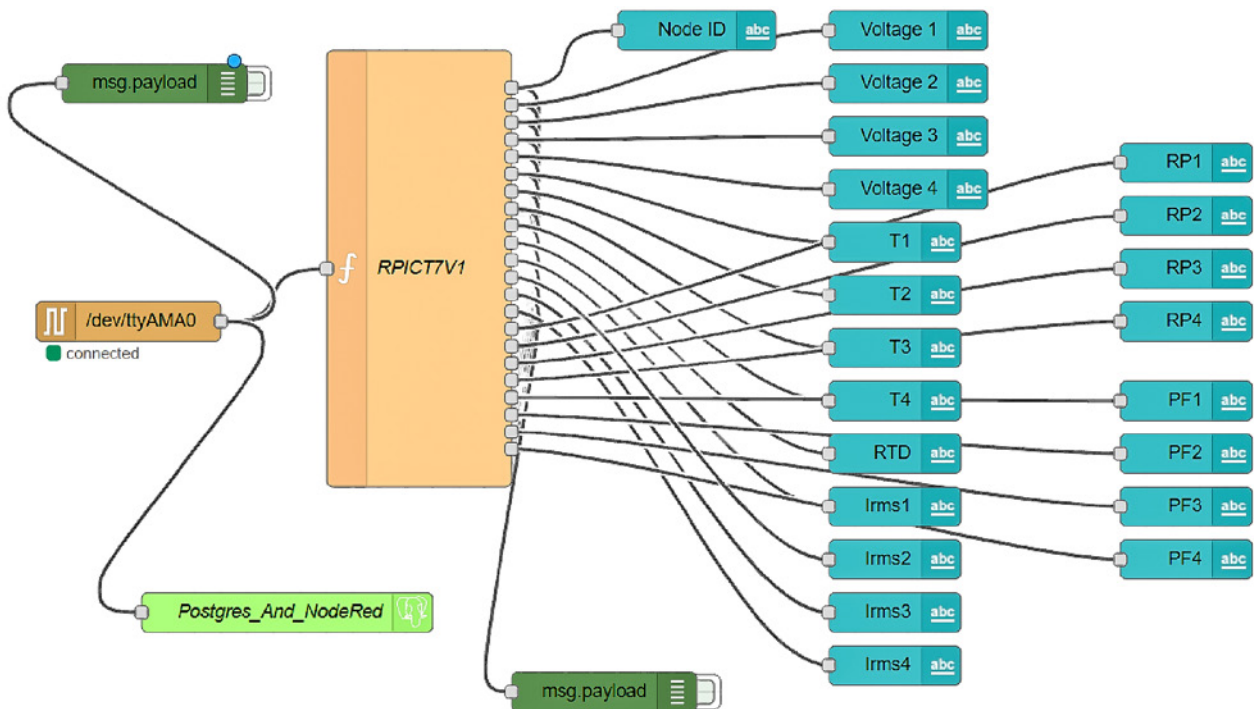 Node ID abc
Voltage 1 abc
msg.payload
Voltage 2 abc
Voltage 3 abc
RP1 abc
Voltage 4 abc
RP2 abc
T1 abc
RPICT7V1
RP3 abc
T2 abc
/dev/ttyAMA0
RP4 abc
connected
T3 abc
T4 abc
PF1 abc
RTD abc
PF2 abc
Irms1 abc
PF3 abc
Irms2 abc
PF4 abc
Postgres_And_NodeRed
Irms3 abc
Irms4 abc
msg.payload